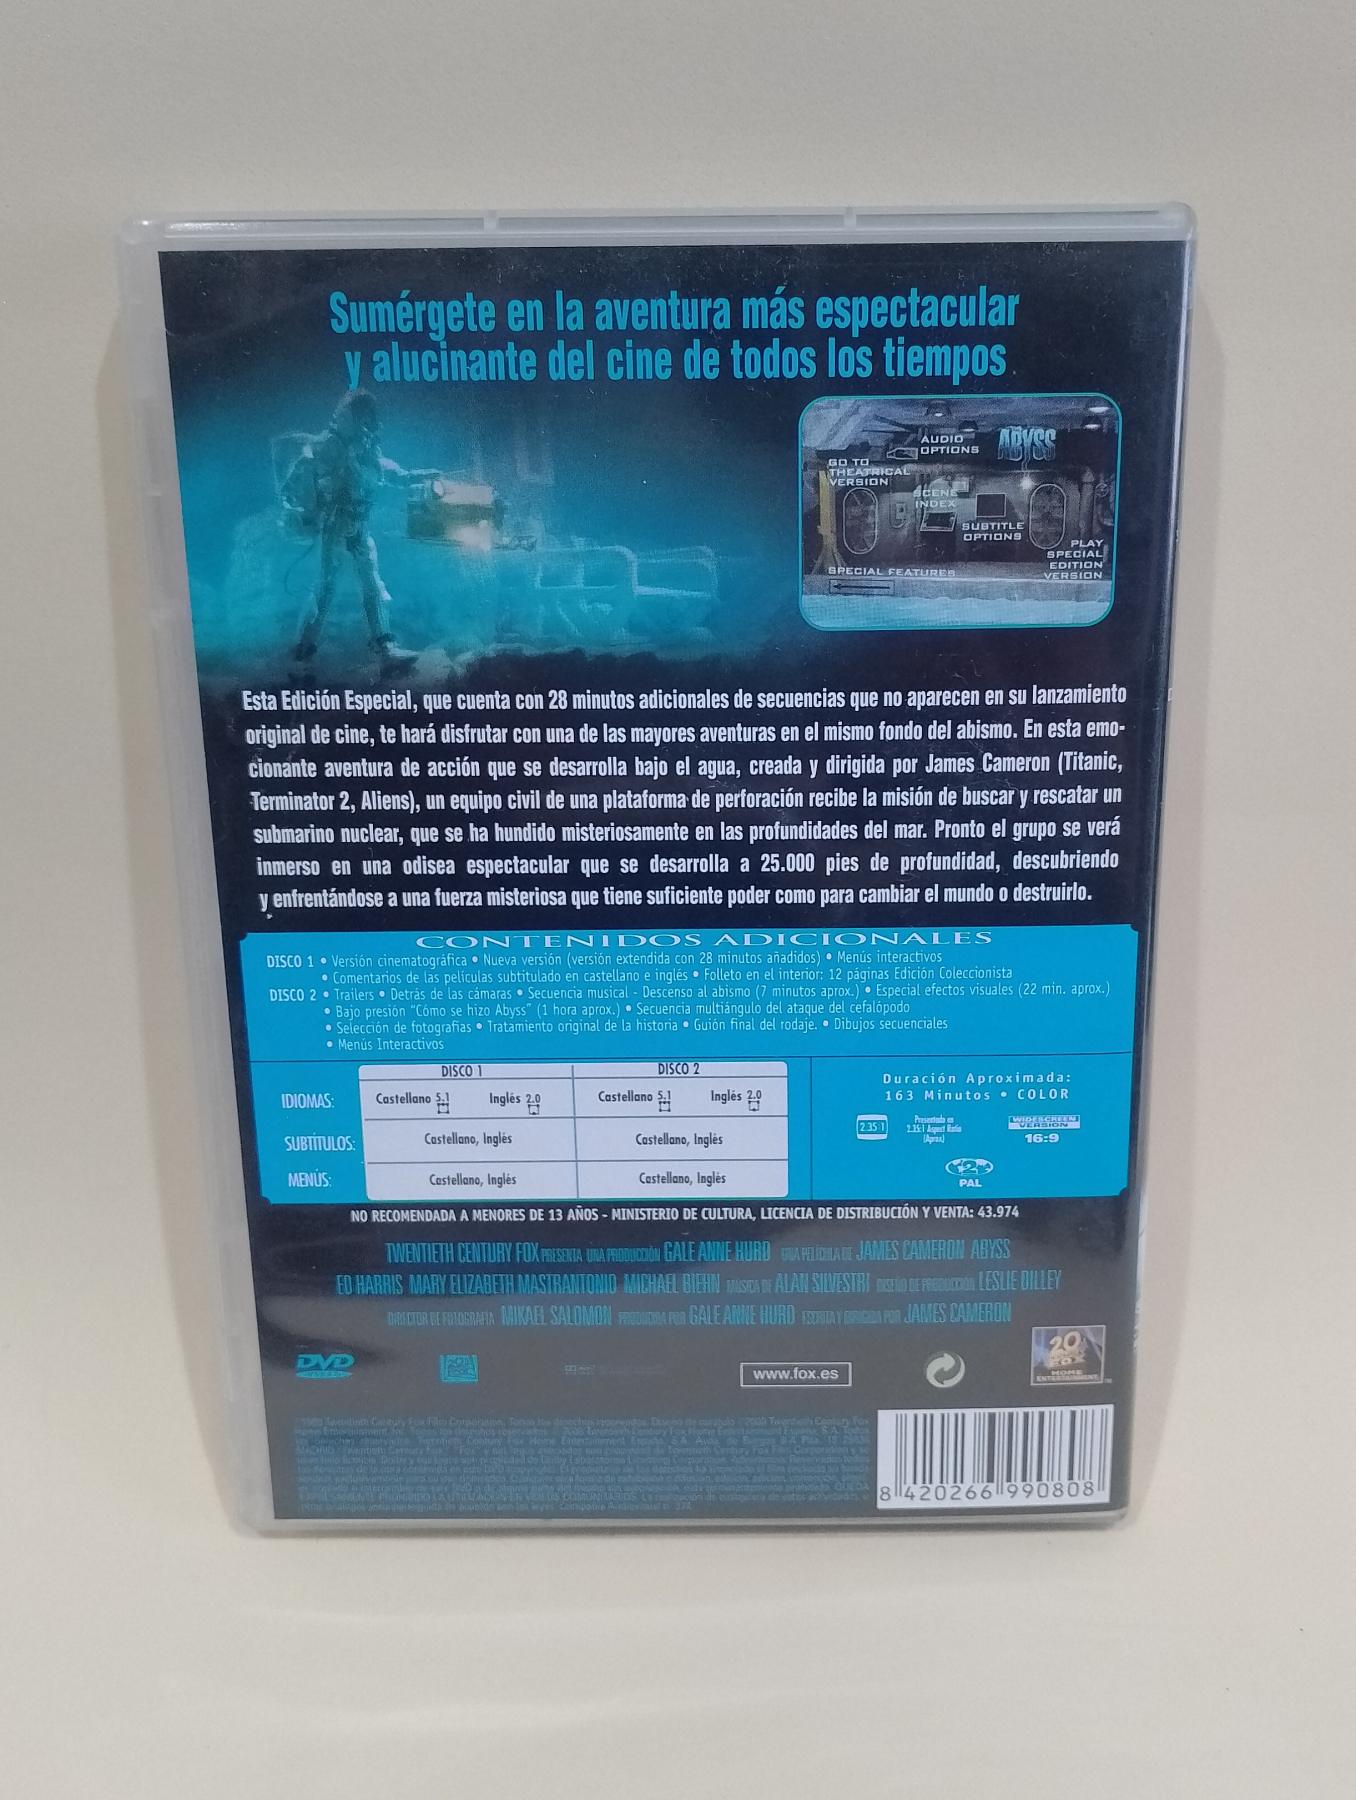 Sumérgete en la aventura más espectacular
y alucinante del cine de todos los tiempos
AUDIO
OPTIONS
ABYSS
GO TO
THEATRICAL
VERSION
SCENE
INDEX
SUBTITLE
OPTIONS
PLAY
SPECIAL
EDITION
VERSION
SPECIAL FEATURES
Esta Edición Especial, que cuenta con 28 minutos adicionales de secuencias que no aparecen en su lanzamiento
original de cine, te hará disfrutar con una de las mayores aventuras en el mismo fondo del abismo. En esta emo-
cionante aventura de acción que se desarrolla bajo el agua, creada y dirigida por James Cameron (Titanic,
Terminator 2, Aliens), un equipo civil de una plataforma de perforación recibe la misión de buscar y rescatar un
submarino nuclear, que se ha hundido misteriosamente en las profundidades del mar. Pronto el grupo se verá
inmerso en una odisea espectacular que se desarrolla a 25.000 pies de profundidad, descubriendo
y enfrentándose a una fuerza misteriosa que tiene suficiente poder como para cambiar el mundo o destruirlo.
CONTENIDOS ADICIONALES
DISCO 1 • Versión cinematográfica • Nueva versión (versión extendida con 28 minutos añadidos) • Menús interactivos
• Comentarios de las películas subtitulado en castellano e inglés • Folleto en el interior: 12 páginas Edición Coleccionista
DISCO 2 • Trailers • Detrás de las cámaras • Secuencia musical - Descenso al abismo (7 minutos aprox.) • Especial efectos visuales (22 min. aprox.)
• Bajo presión "Cómo se hizo Abyss" (1 hora aprox.) • Secuencia multiángulo del ataque del cefalópodo
• Selección de fotografías • Tratamiento original de la historia • Guión final del rodaje. • Dibujos secuenciales
• Menús Interactivos
DISCO 1 DISCO 2
IDIOMAS: Castellano 5.1 Inglés 2.0 Castellano 5.1 Inglés 2.0
SUBTÍTULOS: Castellano, Inglés Castellano, Inglés
MENÚS: Castellano, Inglés Castellano, Inglés
Duración Aproximada:
163 Minutos • COLOR
2.35:1
Presentada en
2.35:1 Aspect Ratio
(Aprox)
WIDESCREEN
VERSION
16:9
2
PAL
NO RECOMENDADA A MENORES DE 13 AÑOS - MINISTERIO DE CULTURA, LICENCIA DE DISTRIBUCIÓN Y VENTA: 43.974
TWENTIETH CENTURY FOX PRESENTA UNA PRODUCCIÓN GALE ANNE HURD UNA PELÍCULA DE JAMES CAMERON ABYSS
ED HARRIS MARY ELIZABETH MASTRANTONIO MICHAEL BIEHN MÚSICA DE ALAN SILVESTRI DISEÑO DE PRODUCCIÓN LESLIE DILLEY
DIRECTOR DE FOTOGRAFÍA MIKAEL SALOMON PRODUCIDA POR GALE ANNE HURD ESCRITA Y DIRIGIDA POR JAMES CAMERON
DVD
www.fox.es
20
FOX
HOME
ENTERTAINMENT
8 420266 990808